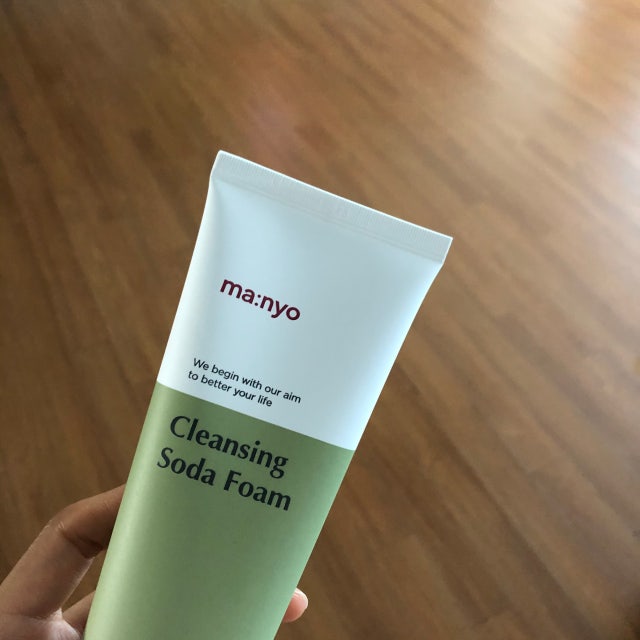 ma:nyo
We begin with our aim
to better your life
Cleansing
Soda Foam